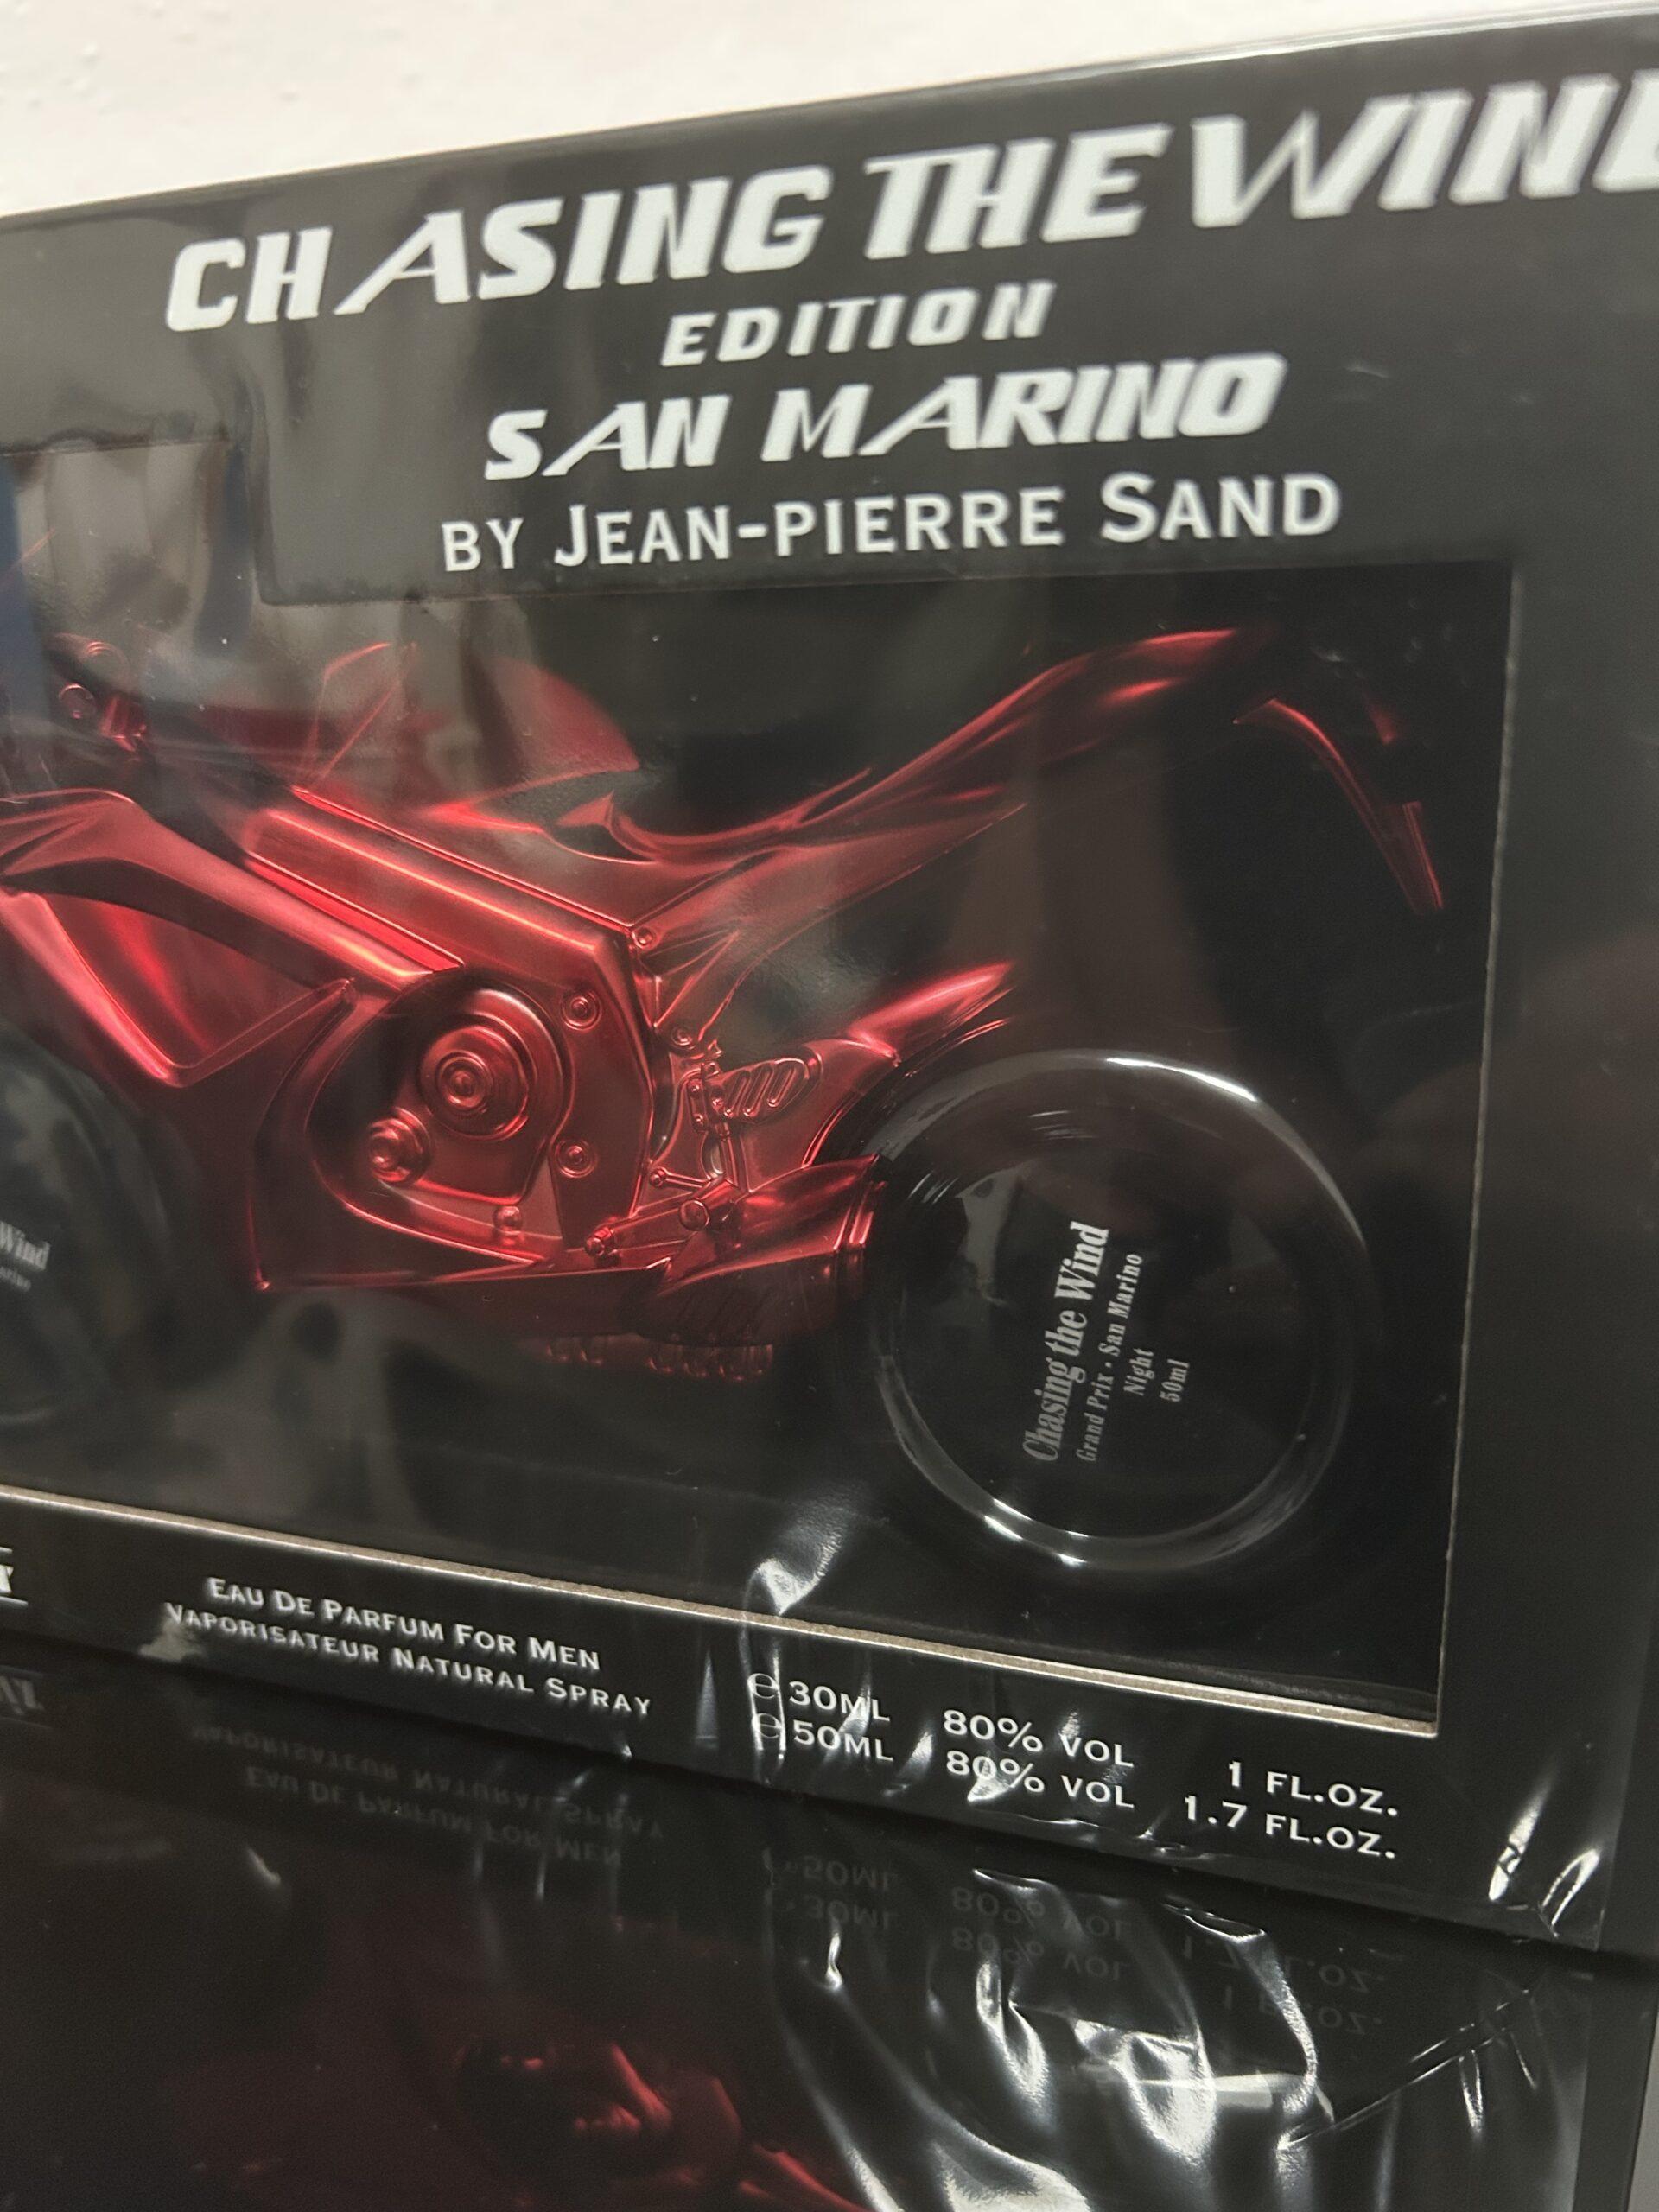 CHASING THE WIN
EDITION
SAN MARINO
BY JEAN-PIERRE SAND
Wind
Chasing the Wind
Grand Prix · San Marino
Night
50ml
EAU DE PARFUM FOR MEN
VAPORISATEUR NATURAL SPRAY
℮ 30ML 80% VOL 1 FL.OZ.
℮ 50ML 80% VOL 1.7 FL.OZ.